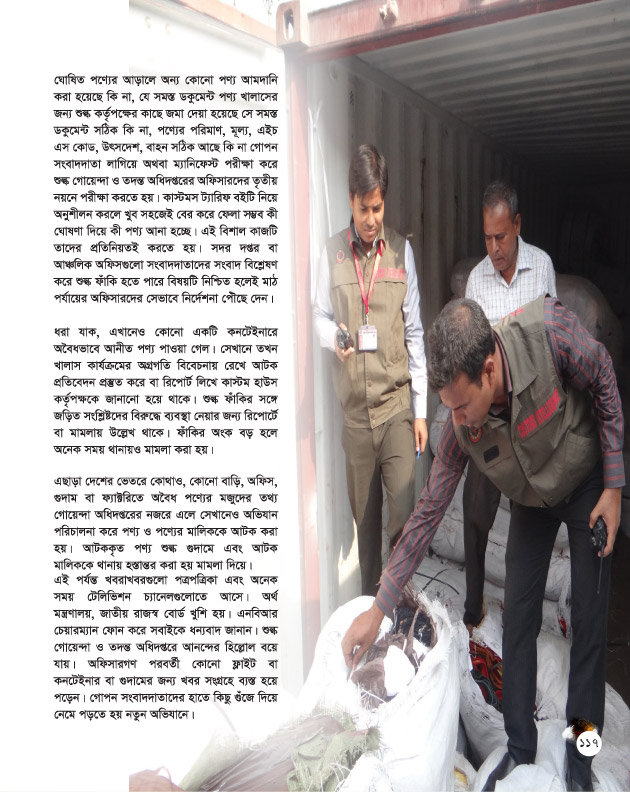 ঘোষিত পণ্যের আড়ালে অন্য কোনো পণ্য আমদানি
করা হয়েছে কি না, যে সমস্ত ডকুমেন্ট পণ্য খালাসের
জন্য শুল্ক কর্তৃপক্ষের কাছে জমা দেয়া হয়েছে সে সমস্ত
ডকুমেন্ট সঠিক কি না, পণ্যের পরিমাণ, মূল্য, এইচ
এস কোড, উৎসদেশ, বাহন সঠিক আছে কি না গোপন
সংবাদদাতা লাগিয়ে অথবা ম্যানিফেস্ট পরীক্ষা করে
শুল্ক গোয়েন্দা ও তদন্ত অধিদপ্তরের অফিসারদের তৃতীয়
নয়নে পরীক্ষা করতে হয়। কাস্টমস ট্যারিফ বইটি নিয়ে
অনুশীলন করলে খুব সহজেই বের করে ফেলা সম্ভব কী
ঘোষণা দিয়ে কী পণ্য আনা হচ্ছে। এই বিশাল কাজটি
তাদের প্রতিনিয়তই করতে হয়। সদর দপ্তর বা
আঞ্চলিক অফিসগুলো সংবাদদাতাদের সংবাদ বিশ্লেষণ
করে শুল্ক ফাঁকি হতে পারে বিষয়টি নিশ্চিত হলেই মাঠ
পর্যায়ের অফিসারদের সেভাবে নির্দেশনা পৌছে দেন।
ধরা যাক, এখানেও কোনো একটি কনটেইনারে
অবৈধভাবে আনীত পণ্য পাওয়া গেল। সেখানে তখন
খালাস কার্যক্রমের অগ্রগতি বিবেচনায় রেখে আটক
প্রতিবেদন প্রস্তুত করে বা রিপোর্ট লিখে কাস্টম হাউস
কর্তৃপক্ষকে জানানো হয়ে থাকে। শুল্ক ফাঁকির সঙ্গে
জড়িত সংশ্লিষ্টদের বিরুদ্ধে ব্যবস্থা নেয়ার জন্য রিপোর্টে
বা মামলায় উল্লেখ থাকে। ফাঁকির অংক বড় হলে
অনেক সময় থানায়ও মামলা করা হয়।
এছাড়া দেশের ভেতরে কোথাও, কোনো বাড়ি, অফিস,
গুদাম বা ফ্যাক্টরিতে অবৈধ পণ্যের মজুদের তথ্য
গোয়েন্দা অধিদপ্তরের নজরে এলে সেখানেও অভিযান
পরিচালনা করে পণ্য ও পণ্যের মালিককে আটক করা
হয়। আটককৃত পণ্য শুল্ক গুদামে এবং আটক
মালিককে থানায় হস্তান্তর করা হয় মামলা দিয়ে।
এই পর্যন্ত খবরাখবরগুলো পত্রপত্রিকা এবং অনেক
সময় টেলিভিশন চ্যানেলগুলোতে আসে। অর্থ
মন্ত্রণালয়, জাতীয় রাজস্ব বোর্ড খুশি হয়। এনবিআর
চেয়ারম্যান ফোন করে সবাইকে ধন্যবাদ জানান। শুল্ক
গোয়েন্দা ও তদন্ত অধিদপ্তরে আনন্দের হিল্লোল বয়ে
যায়। অফিসারগণ পরবর্তী কোনো ফ্লাইট বা
কনটেইনার বা গুদামের জন্য খবর সংগ্রহে ব্যস্ত হয়ে
পড়েন। গোপন সংবাদদাতাদের হাতে কিছু গুঁজে দিয়ে
নেমে পড়তে হয় নতুন অভিযানে।
১১৭